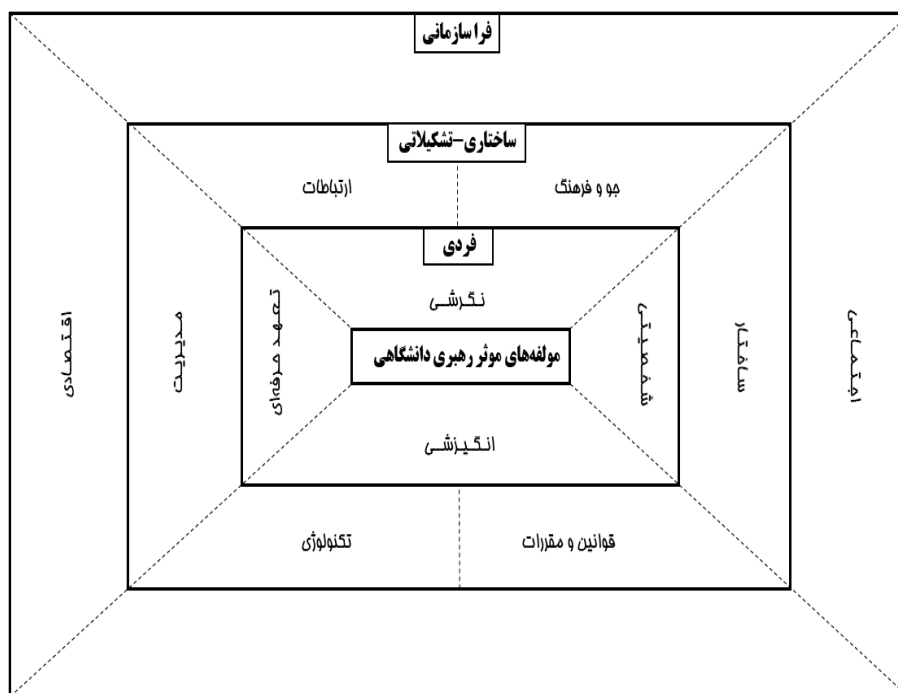 فرا سازمانی
ساختاری-تشکیلاتی
جو و فرهنگ
ارتباطات
فردی
نگرشی
اجتماعی
ساختار
شخصیتی
مولفه‌های موثر رهبری دانشگاهی
تعهد حرفه‌ای
مدیریت
اقتصادی
انگیزشی
قوانین و مقررات
تکنولوژی